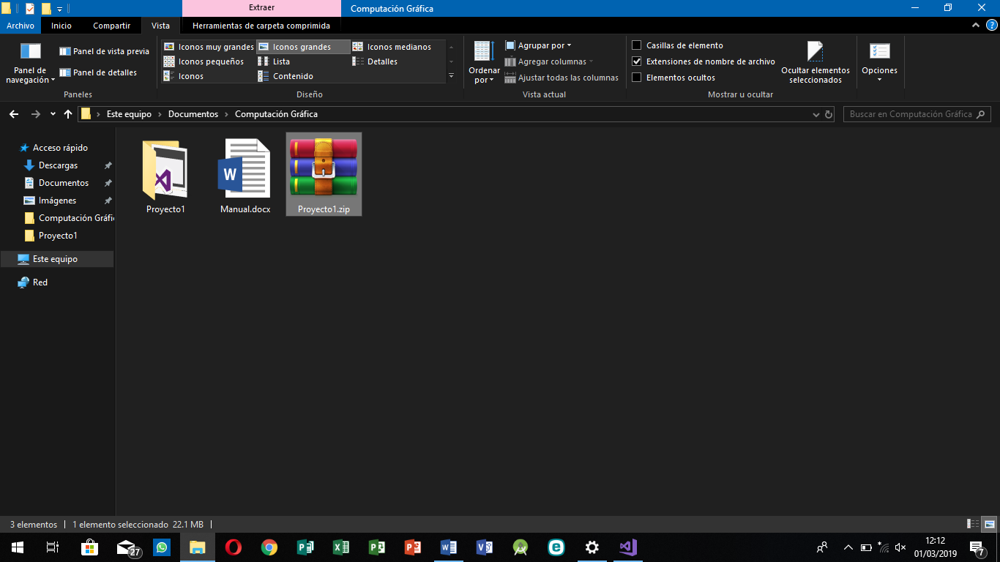 Extraer
Computación Gráfica
Archivo
Inicio
Compartir
Vista
Herramientas de carpeta comprimida
?
Panel de navegación
Panel de vista previa
Panel de detalles
Paneles
Iconos muy grandes
Iconos grandes
Iconos medianos
Iconos pequeños
Lista
Detalles
Iconos
Contenido
Diseño
Ordenar por
Agrupar por
Agregar columnas
Ajustar todas las columnas
Vista actual
Casillas de elemento
Extensiones de nombre de archivo
Elementos ocultos
Ocultar elementos seleccionados
Mostrar u ocultar
Opciones
Este equipo
Documentos
Computación Gráfica
Buscar en Computación Gráfica
Acceso rápido
Descargas
Documentos
Imágenes
Computación Gráfi
Proyecto1
Este equipo
Red
W
Proyecto1
Manual.docx
Proyecto1.zip
3 elementos
1 elemento seleccionado 22.1 MB
27
12:12
01/03/2019
7